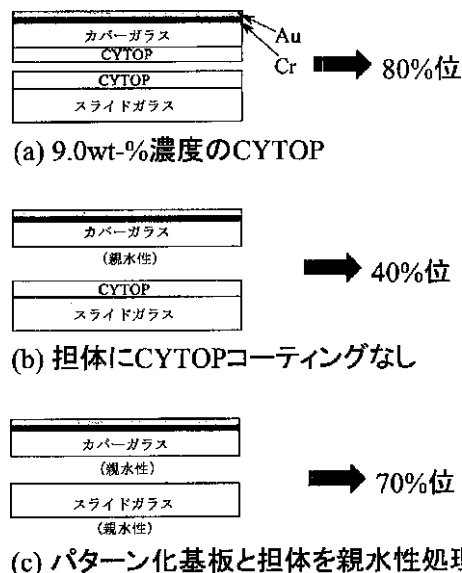 カバーガラス
CYTOP
Au
Cr
CYTOP
スライドガラス
80%位
(a) 9.0wt-%濃度のCYTOP
カバーガラス
(親水性)
CYTOP
スライドガラス
40%位
(b) 担体にCYTOPコーティングなし
カバーガラス
(親水性)
スライドガラス
(親水性)
70%位
(c) パターン化基板と担体を親水性処理